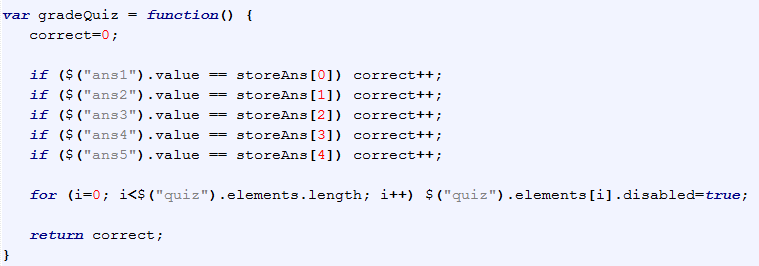 var gradeQuiz = function() {
correct=0;
if ($("ans1").value == storeAns[0]) correct++;
if ($("ans2").value == storeAns[1]) correct++;
if ($("ans3").value == storeAns[2]) correct++;
if ($("ans4").value == storeAns[3]) correct++;
if ($("ans5").value == storeAns[4]) correct++;
for (i=0; i<$("quiz").elements.length; i++) $("quiz").elements[i].disabled=true;
return correct;
}